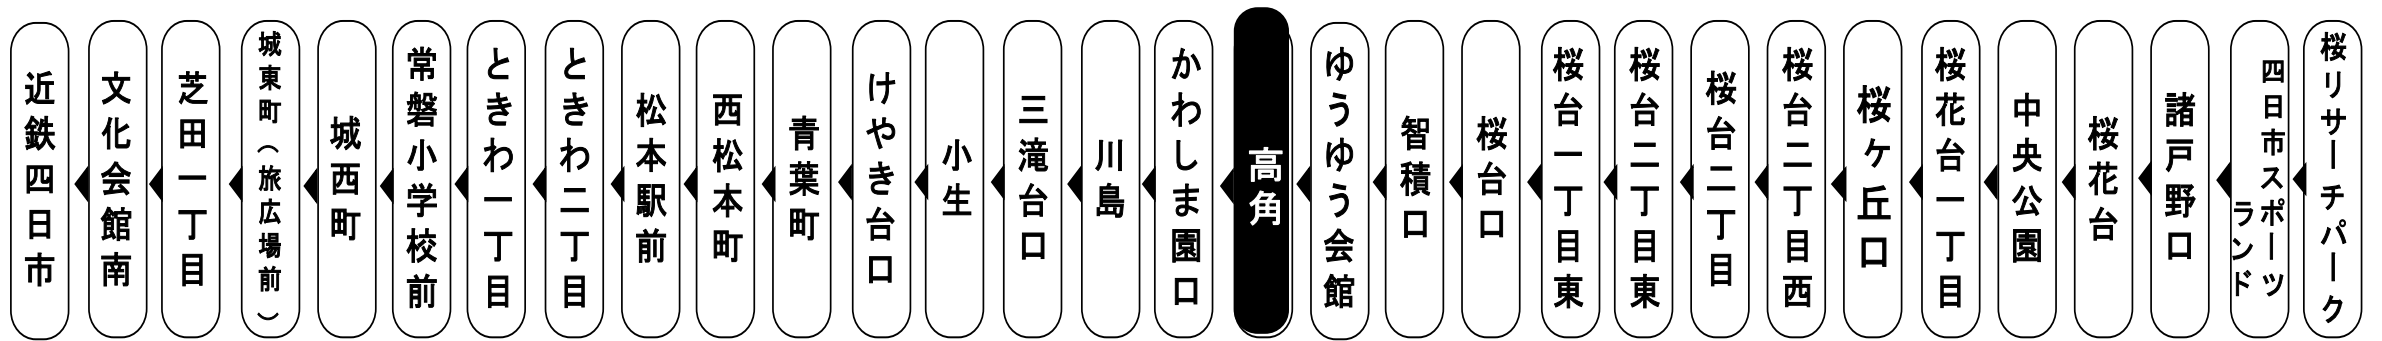 桜リサーチパーク
四日市スポーツ
ランド
諸戸野口
桜花台
中央公園
桜花台一丁目
桜ヶ丘口
桜台二丁目西
桜台二丁目
桜台二丁目東
桜台一丁目東
桜台口
智積口
ゆうゆう会館
高角
かわしま園口
川島
三滝台口
小生
けやき台口
青葉町
西松本町
松本駅前
ときわ二丁目
ときわ一丁目
常磐小学校前
城西町
城東町（旅広場前）
芝田一丁目
文化会館南
近鉄四日市